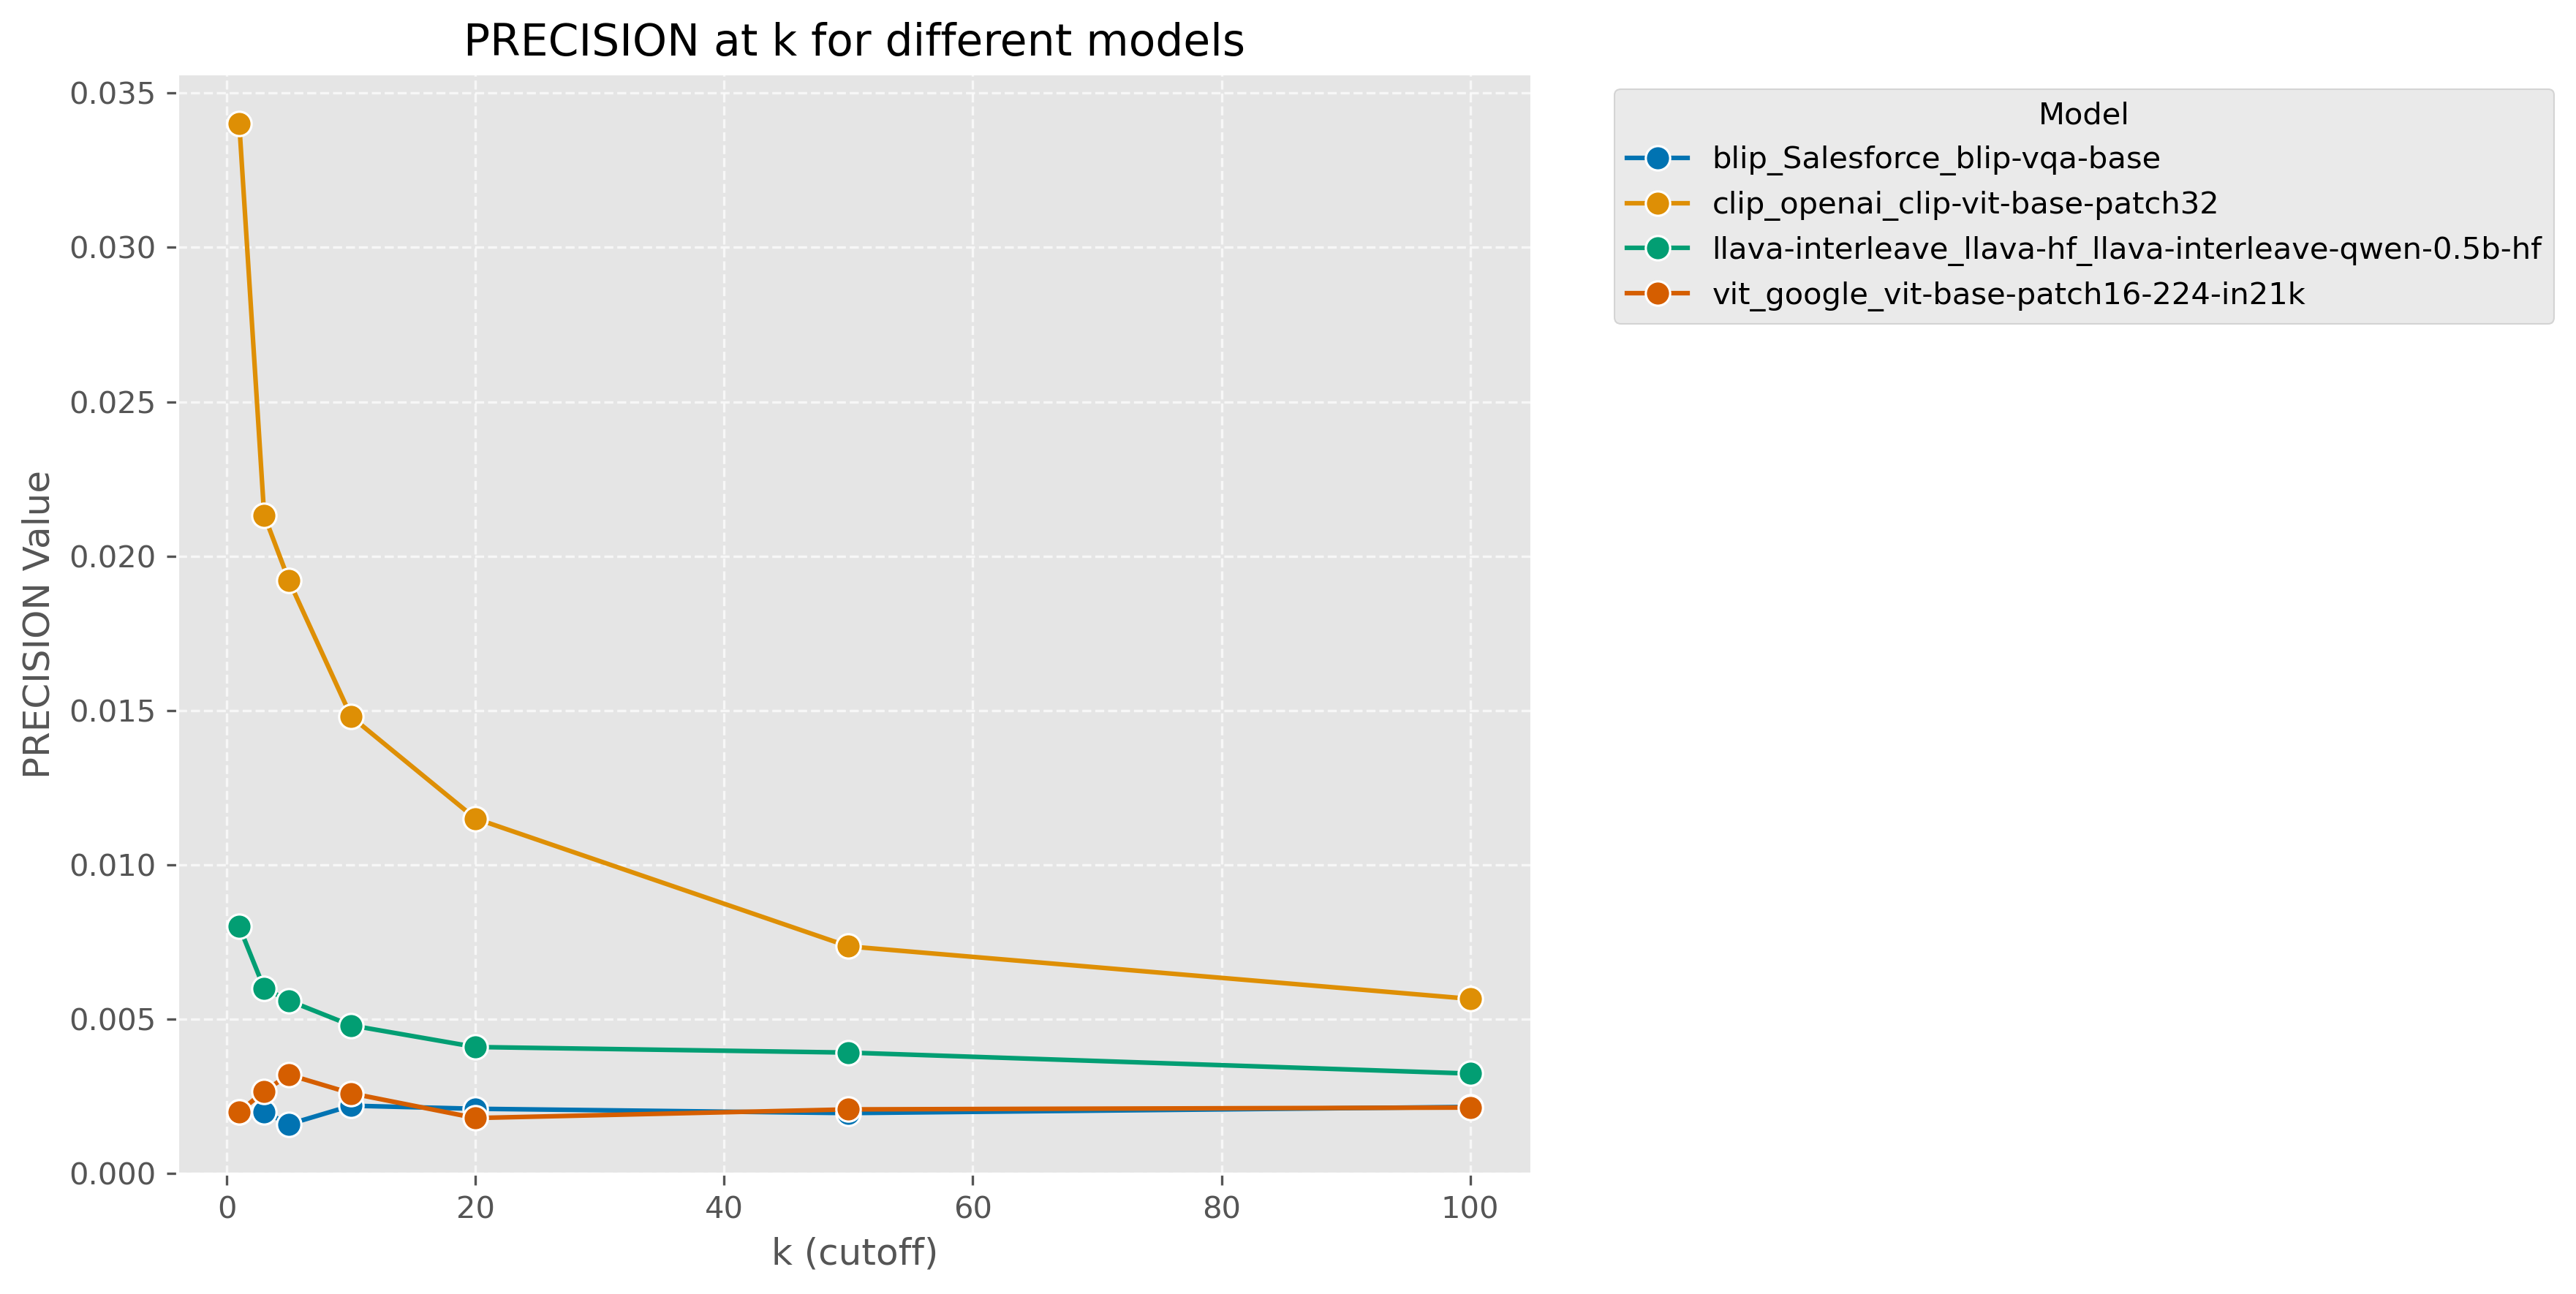 PRECISION at k for different models
0.035
0.030
0.025
0.020
0.015
0.010
0.005
0.000
PRECISION Value
0 20 40 60 80 100
k (cutoff)
Model
blip_Salesforce_blip-vqa-base
clip_openai_clip-vit-base-patch32
llava-interleave_llava-hf_llava-interleave-qwen-0.5b-hf
vit_google_vit-base-patch16-224-in21k